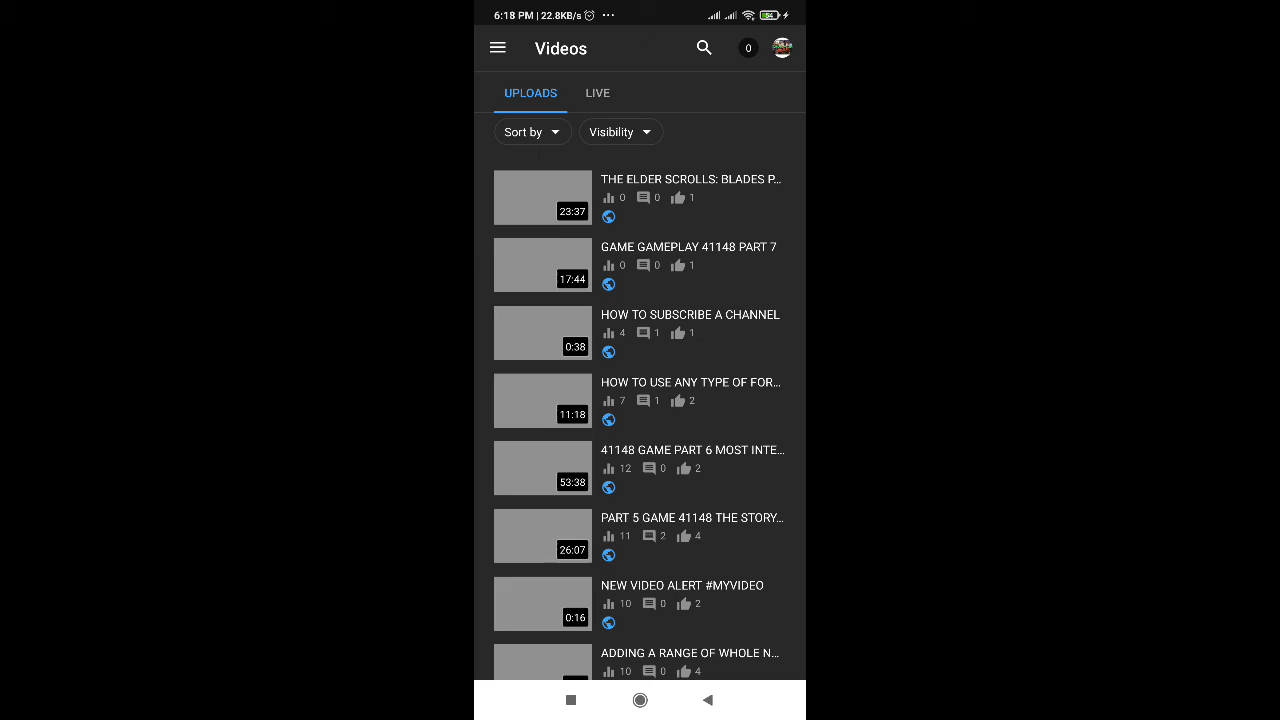 6:18 PM | 22.8KB/s ... 54
Videos 0
UPLOADS LIVE
Sort by Visibility
THE ELDER SCROLLS: BLADES P...
0 0 1
23:37
GAME GAMEPLAY 41148 PART 7
0 0 1
17:44
HOW TO SUBSCRIBE A CHANNEL
4 1 1
0:38
HOW TO USE ANY TYPE OF FOR...
7 1 2
11:18
41148 GAME PART 6 MOST INTE...
12 0 2
53:38
PART 5 GAME 41148 THE STORY...
11 2 4
26:07
NEW VIDEO ALERT #MYVIDEO
10 0 2
0:16
ADDING A RANGE OF WHOLE N...
10 0 4